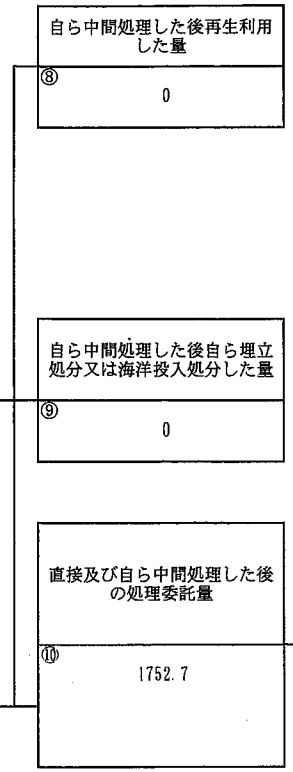 自ら中間処理した後再生利用
した量
⑧
0
自ら中間処理した後自ら埋立
処分又は海洋投入処分した量
⑨
0
直接及び自ら中間処理した後
の処理委託量
⑩
1752.7